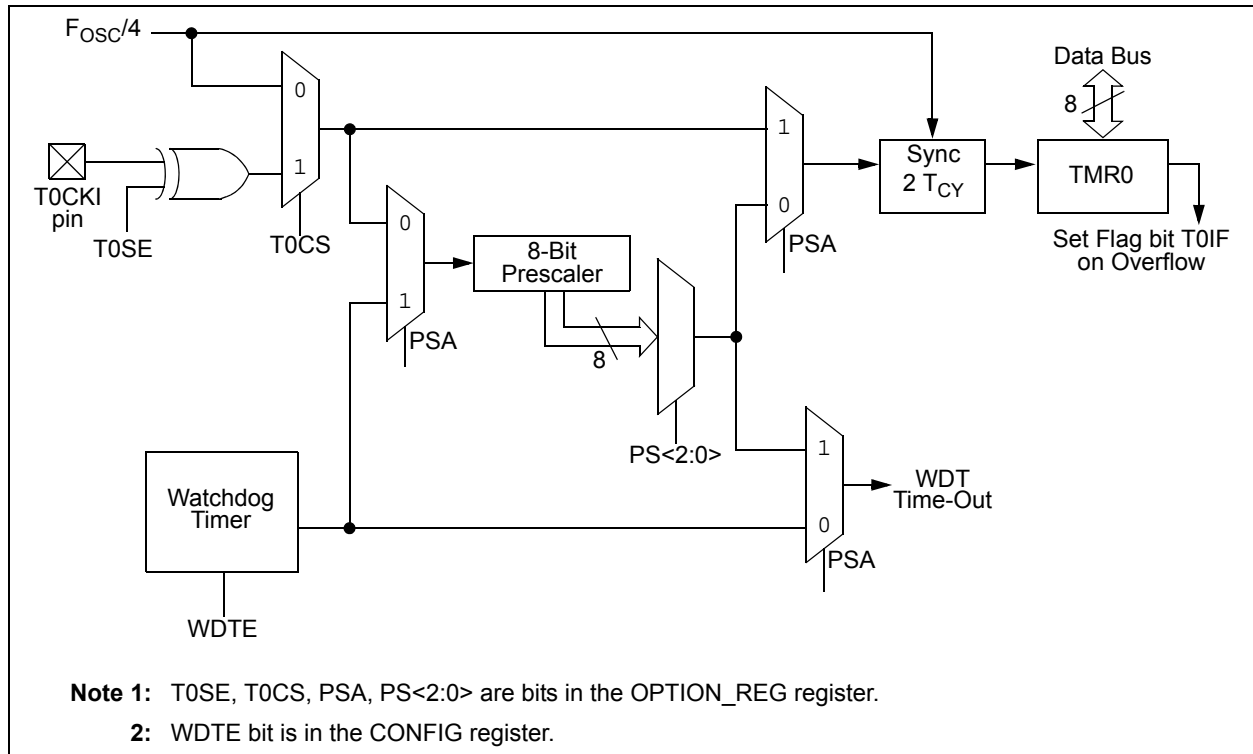 FOSC/4
Data Bus
8
0
1
T0CKI
pin
T0SE
T0CS
1
0
PSA
Sync
2 TCY
TMR0
Set Flag bit T0IF
on Overflow
0
1
PSA
8-Bit
Prescaler
8
PS<2:0>
Watchdog
Timer
WDTE
1
0
PSA
WDT
Time-Out
Note 1: T0SE, T0CS, PSA, PS<2:0> are bits in the OPTION_REG register.
2: WDTE bit is in the CONFIG register.